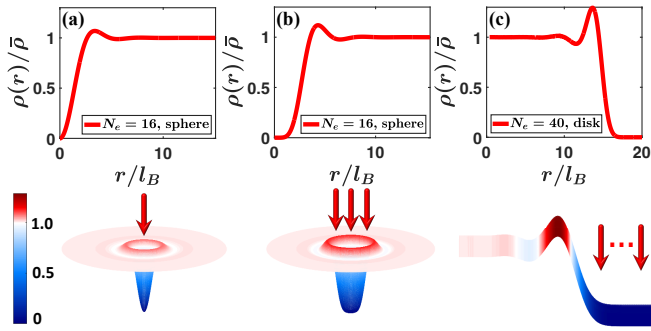 (a)
ρ(r)/ρ̄
1
0.5
0
0
10
N_e = 16, sphere
r/l_B
(b)
ρ(r)/ρ̄
1
0.5
0
0
10
N_e = 16, sphere
r/l_B
(c)
ρ(r)/ρ̄
1
0.5
0
0
10
20
N_e = 40, disk
r/l_B
1.0
0.5
0